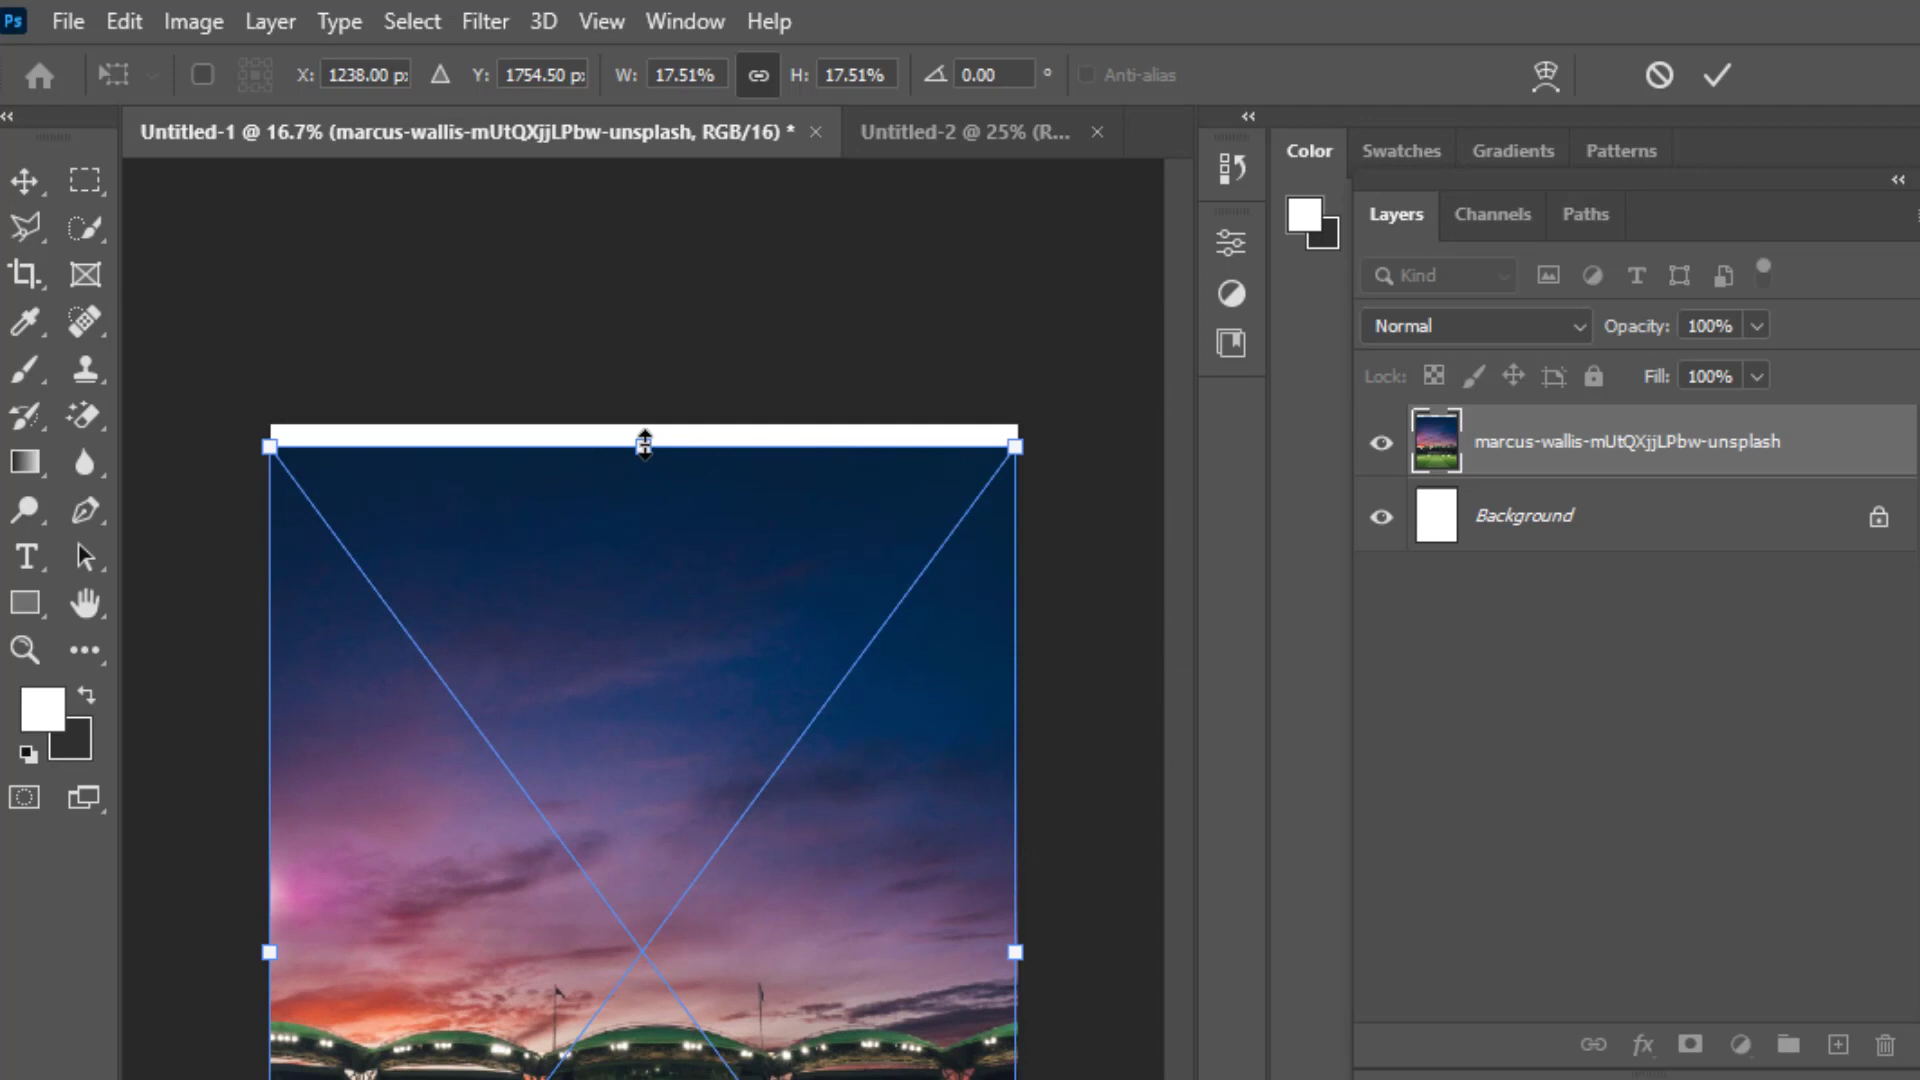 Ps File Edit Image Layer Type Select Filter 3D View Window Help
X: 1238.00 p: Y: 1754.50 p: W: 17.51% H: 17.51% 0.00 ° Anti-alias
Untitled-1 @ 16.7% (marcus-wallis-mUtQXjjLPbw-unsplash, RGB/16) * × Untitled-2 @ 25% (R... ×
Color Swatches Gradients Patterns
Layers Channels Paths
Kind
Normal Opacity: 100%
Lock: Fill: 100%
marcus-wallis-mUtQXjjLPbw-unsplash
Background
T
fx